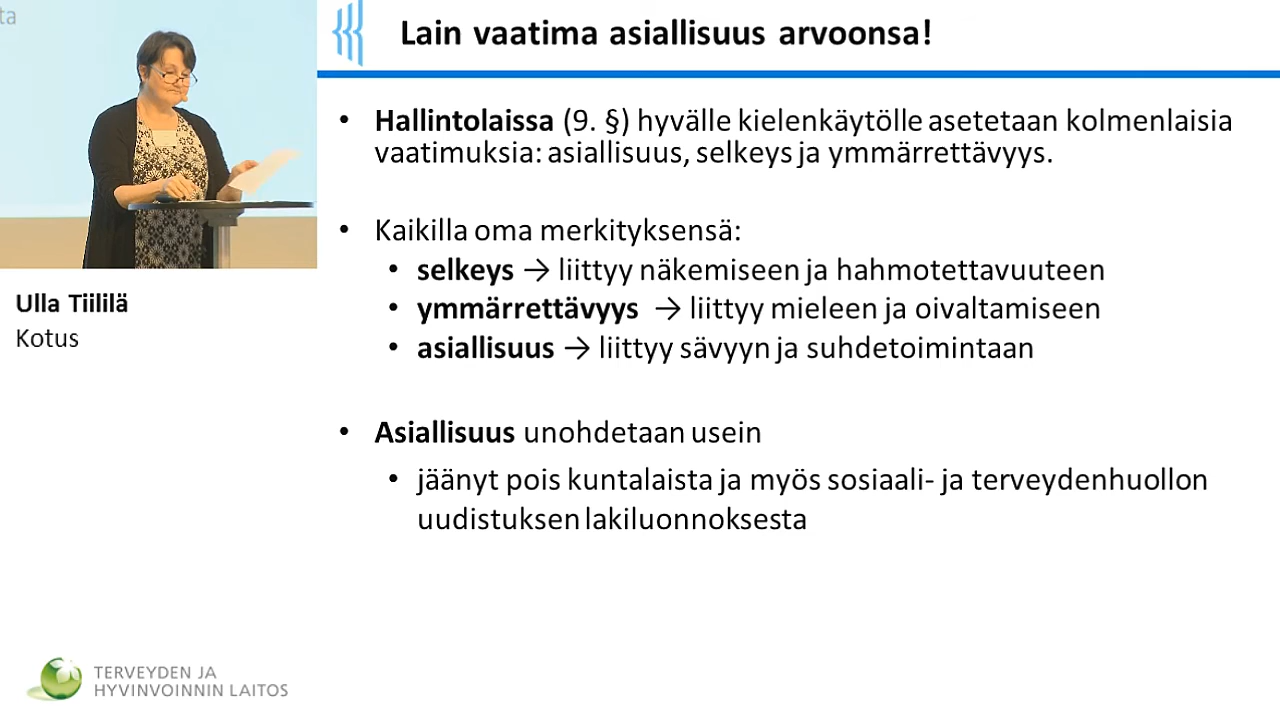 ta
Lain vaatima asiallisuus arvoonsa!
• Hallintolaissa (9. §) hyvälle kielenkäytölle asetetaan kolmenlaisia
vaatimuksia: asiallisuus, selkeys ja ymmärrettävyys.
• Kaikilla oma merkityksensä:
• selkeys → liittyy näkemiseen ja hahmotettavuuteen
• ymmärrettävyys → liittyy mieleen ja oivaltamiseen
• asiallisuus → liittyy sävyyn ja suhdetoimintaan
• Asiallisuus unohdetaan usein
• jäänyt pois kuntalaista ja myös sosiaali- ja terveydenhuollon
uudistuksen lakiluonnoksesta
Ulla Tiililä
Kotus
TERVEYDEN JA
HYVINVOINNIN LAITOS